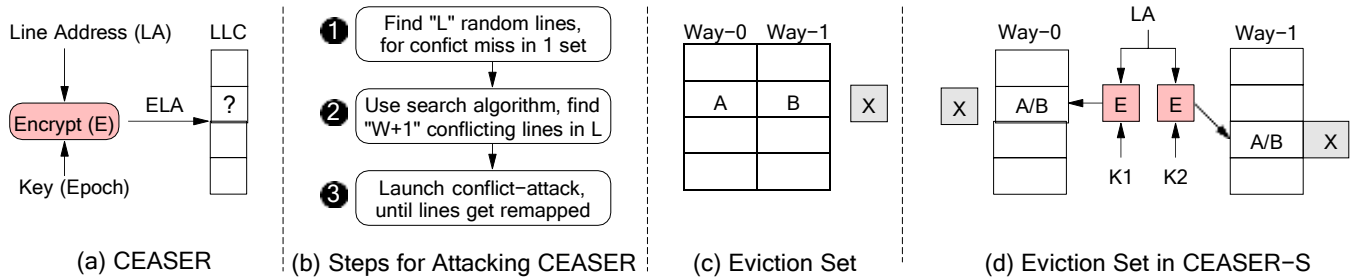 Line Address (LA)
LLC
ELA
?
Encrypt (E)
Key (Epoch)
(a) CEASER
1
Find "L" random lines,
for confict miss in 1 set
2
Use search algorithm, find
"W+1" conflicting lines in L
3
Launch conflict−attack,
until lines get remapped
(b) Steps for Attacking CEASER
Way−0 Way−1
A B X
(c) Eviction Set
LA
Way−0 Way−1
X A/B E E
A/B X
K1 K2
(d) Eviction Set in CEASER−S